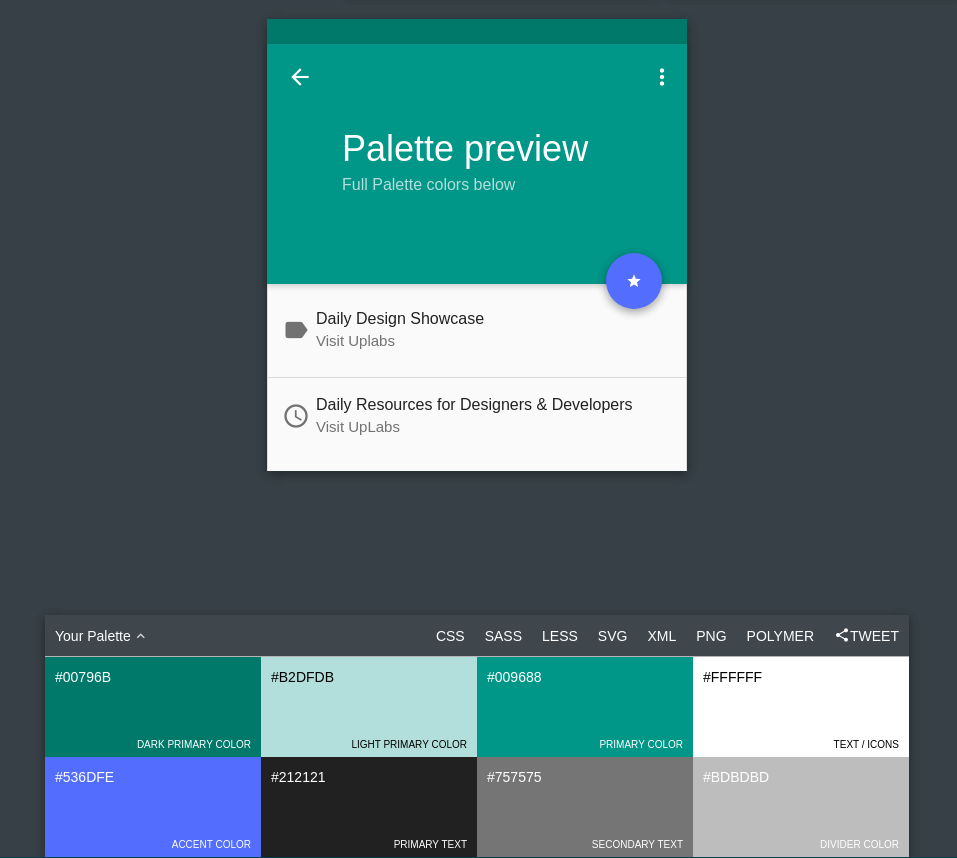 Palette preview
Full Palette colors below
Daily Design Showcase
Visit Uplabs
Daily Resources for Designers & Developers
Visit UpLabs
Your Palette CSS SASS LESS SVG XML PNG POLYMER TWEET
#00796B #B2DFDB #009688 #FFFFFF
DARK PRIMARY COLOR LIGHT PRIMARY COLOR PRIMARY COLOR TEXT / ICONS
#536DFE #212121 #757575 #BDBDBD
ACCENT COLOR PRIMARY TEXT SECONDARY TEXT DIVIDER COLOR